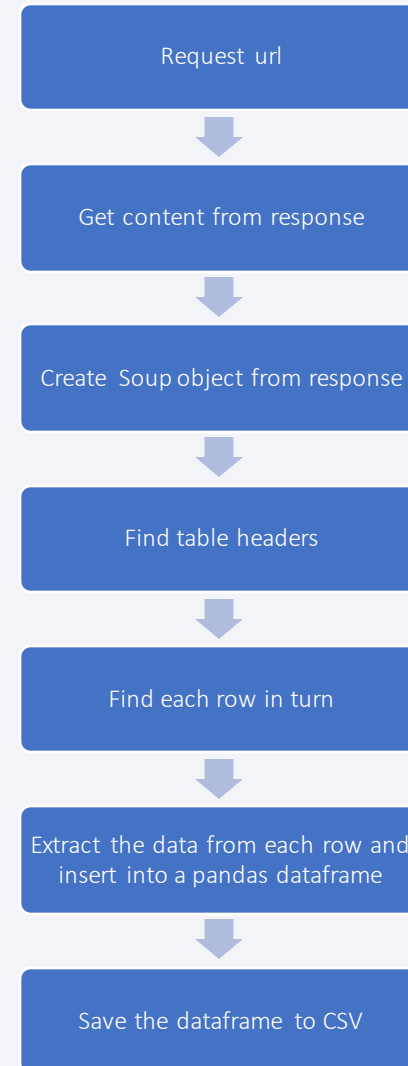 Request url
Get content from response
Create Soup object from response
Find table headers
Find each row in turn
Extract the data from each row and
insert into a pandas dataframe
Save the dataframe to CSV